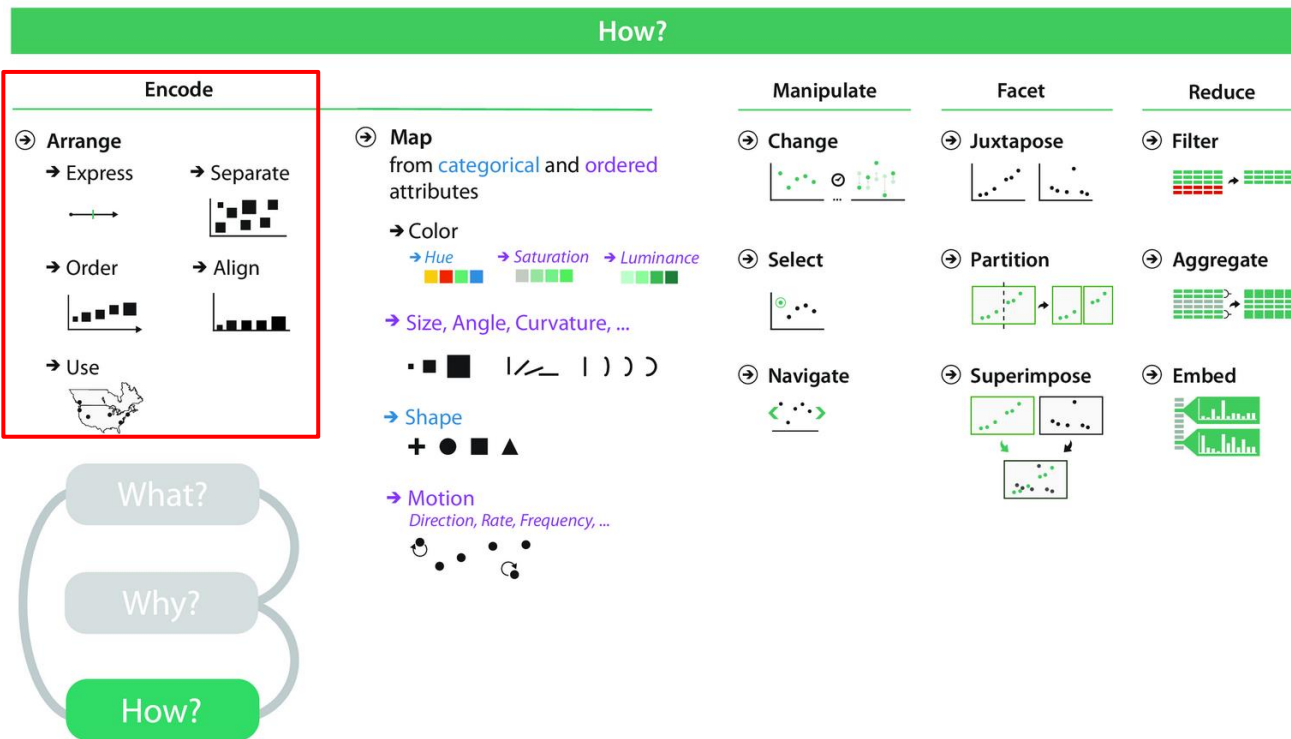 How?
Encode
Arrange
Express
Separate
Order
Align
Use
Map
from categorical and ordered
attributes
Color
Hue
Saturation
Luminance
Size, Angle, Curvature, ...
Shape
Motion
Direction, Rate, Frequency, ...
Manipulate
Change
...
Select
Navigate
Facet
Juxtapose
Partition
Superimpose
Reduce
Filter
Aggregate
Embed
What?
Why?
How?